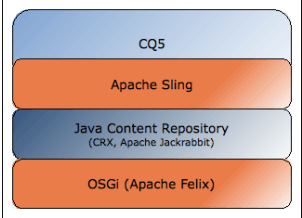 CQ5
Apache Sling
Java Content Repository
(CRX, Apache Jackrabbit)
OSGi (Apache Felix)